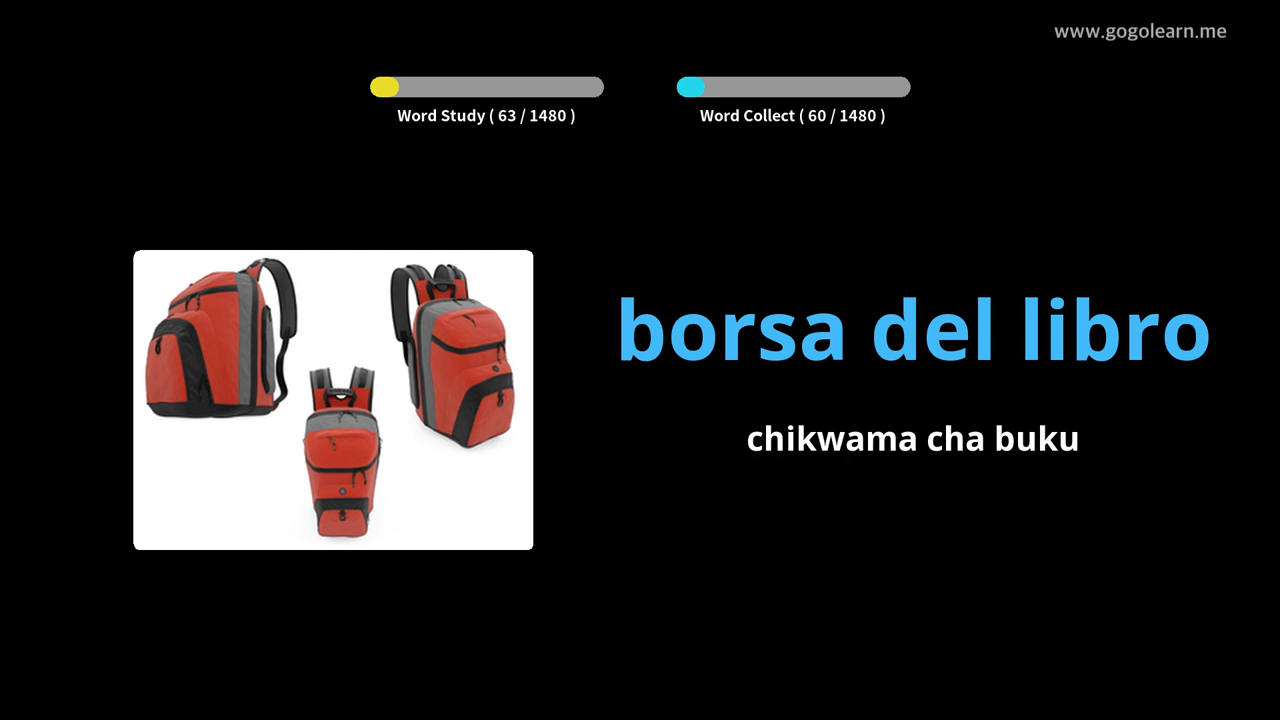 www.gogolearn.me
Word Study ( 63 / 1480 )
Word Collect ( 60 / 1480 )
borsa del libro
chikwama cha buku